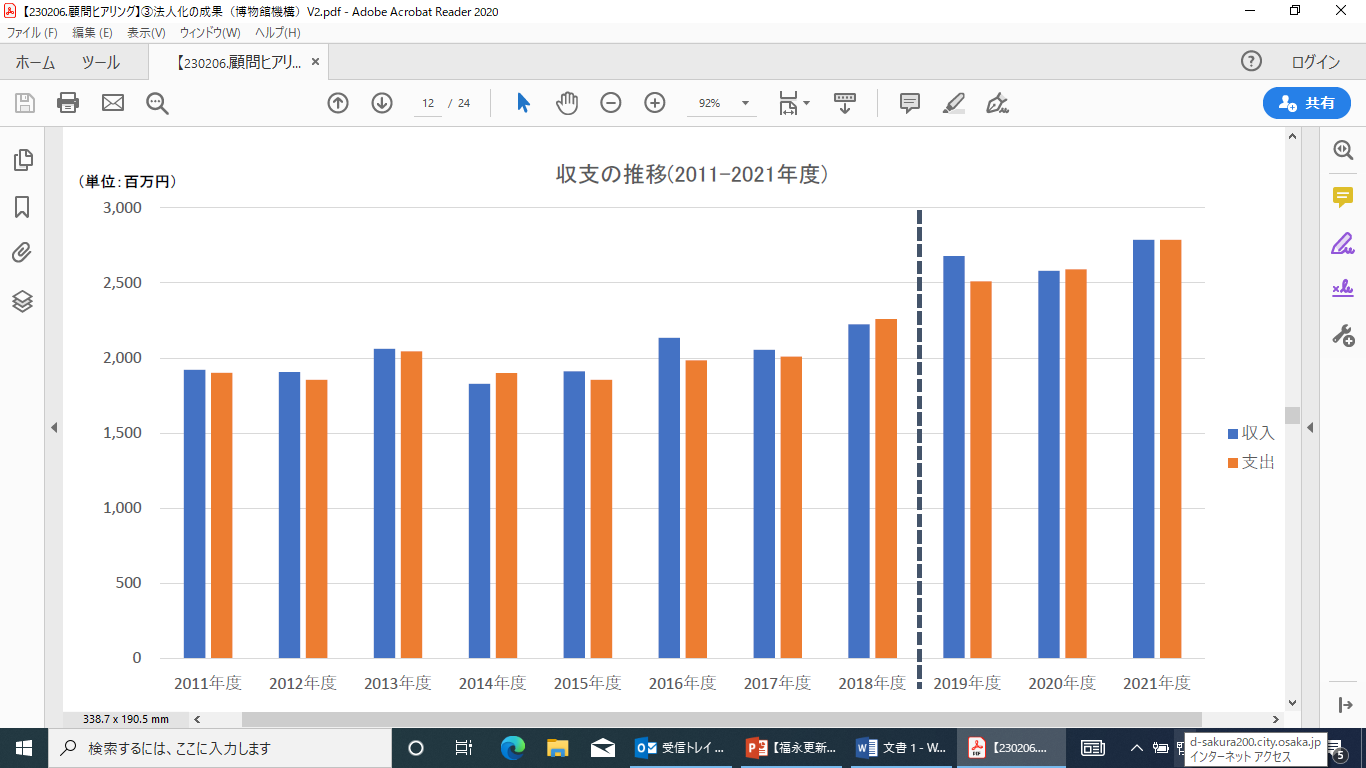 【230206.顧問ヒアリング】③法人化の成果（博物館機構）V2.pdf - Adobe Acrobat Reader 2020
ファイル(F) 編集(E) 表示(V) ウィンドウ(W) ヘルプ(H)
ホーム ツール 【230206.顧問ヒアリ... × ログイン
12 / 24 92% 共有
収支の推移(2011-2021年度)
（単位：百万円）
3,000
2,500
2,000
1,500
1,000
500
0
収入
支出
2011年度 2012年度 2013年度 2014年度 2015年度 2016年度 2017年度 2018年度 2019年度 2020年度 2021年度
338.7 x 190.5 mm
検索するには、ここに入力します 受信トレイ ... 【福永更新... 文書 1 - W... 【230206.... 5
d-sakura200.city.osaka.jp
インターネット アクセス